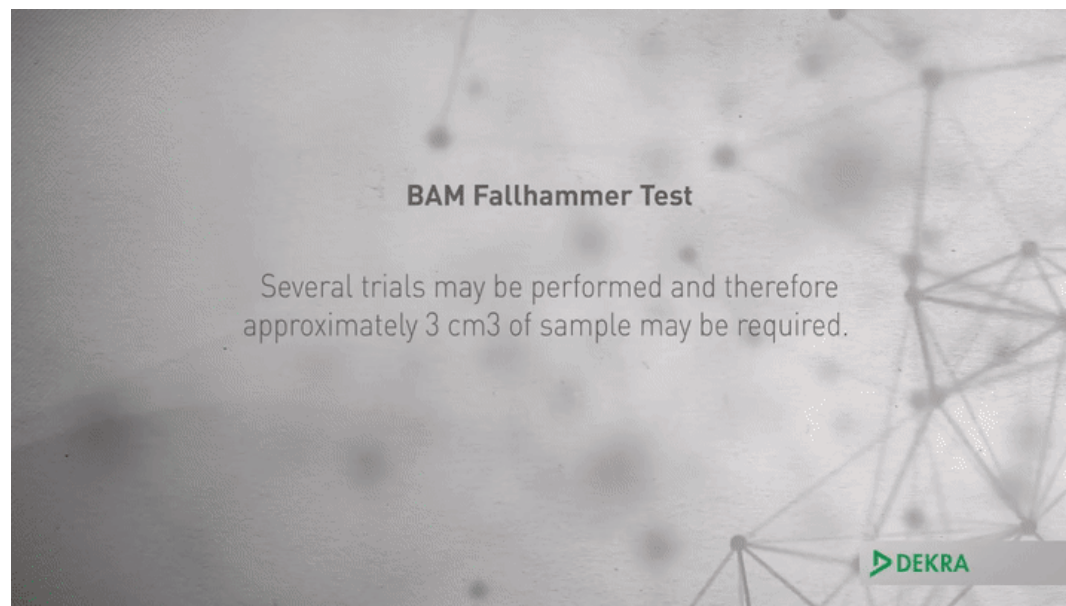 BAM Fallhammer Test
Several trials may be performed and therefore
approximately 3 cm3 of sample may be required.
DEKRA